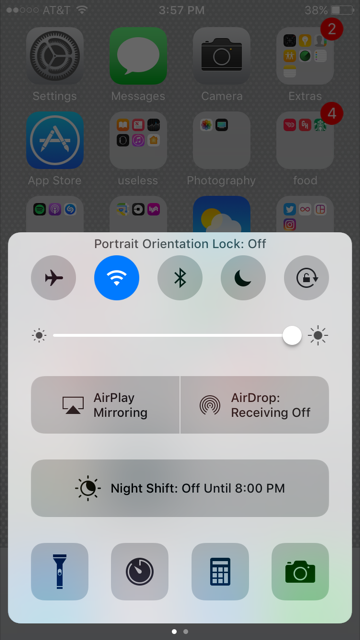 AT&T 3:57 PM 38%
2
Settings Messages Camera Extras
4
App Store useless Photography food
Portrait Orientation Lock: Off
AirPlay
Mirroring
AirDrop:
Receiving Off
Night Shift: Off Until 8:00 PM